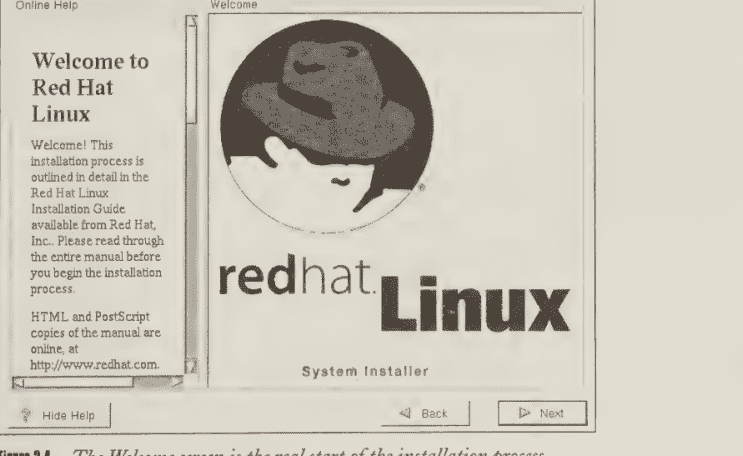 Online Help
Welcome
Welcome to
Red Hat
Linux
Welcome! This
installation process is
outlined in detail in the
Red Hat Linux
Installation Guide
available from Red Hat,
Inc.. Please read through
the entire manual before
you begin the installation
process.
HTML and PostScript
copies of the manual are
online, at
http://www.redhat.com.
®
redhat.
Linux
System Installer
? Hide Help
Back
Next
Figure 2.4 The Welcome screen is the real start of the installation process